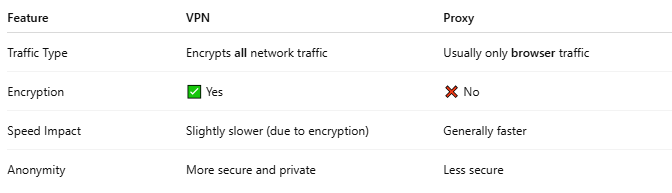 Feature VPN Proxy
Traffic Type Encrypts all network traffic Usually only browser traffic
Encryption ✅ Yes ❌ No
Speed Impact Slightly slower (due to encryption) Generally faster
Anonymity More secure and private Less secure